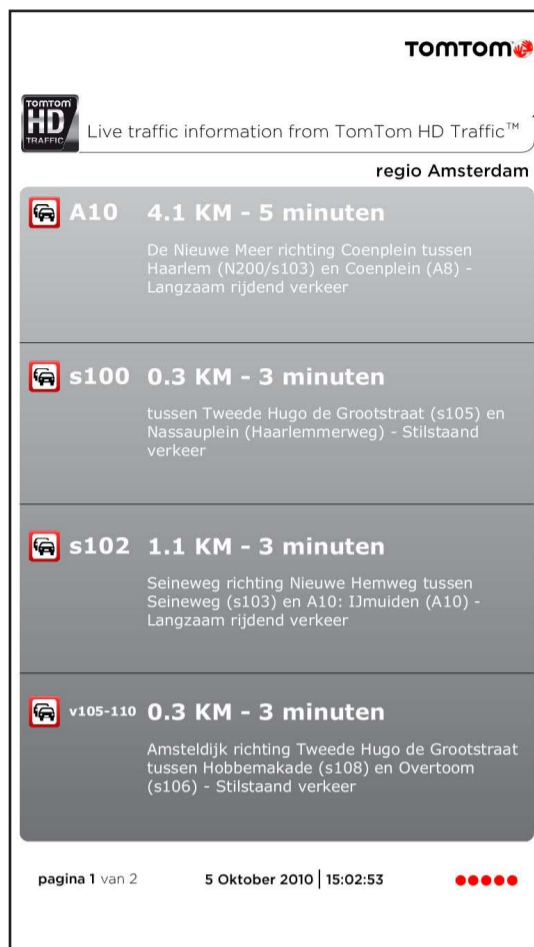 TOMTOM
TOMTOM
HD
TRAFFIC
Live traffic information from TomTom HD Traffic™
regio Amsterdam
A10 4.1 KM - 5 minuten
De Nieuwe Meer richting Coenplein tussen
Haarlem (N200/s103) en Coenplein (A8) -
Langzaam rijdend verkeer
s100 0.3 KM - 3 minuten
tussen Tweede Hugo de Grootstraat (s105) en
Nassauplein (Haarlemmerweg) - Stilstaand
verkeer
s102 1.1 KM - 3 minuten
Seineweg richting Nieuwe Hemweg tussen
Seineweg (s103) en A10: IJmuiden (A10) -
Langzaam rijdend verkeer
v105-110 0.3 KM - 3 minuten
Amsteldijk richting Tweede Hugo de Grootstraat
tussen Hobbemakade (s108) en Overtoom
(s106) - Stilstaand verkeer
pagina 1 van 2 5 Oktober 2010 | 15:02:53